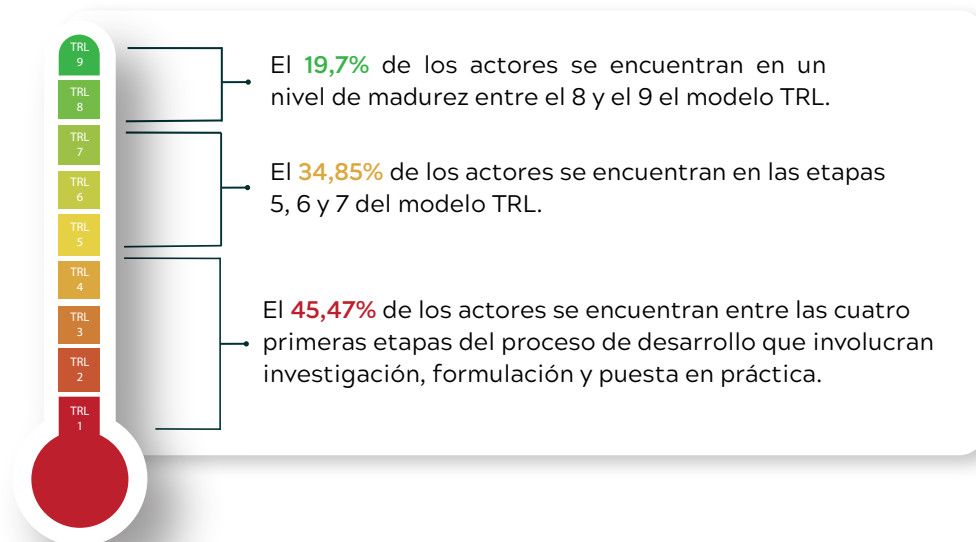 TRL
9
TRL
8
TRL
7
TRL
6
TRL
5
TRL
4
TRL
3
TRL
2
TRL
1
El 19,7% de los actores se encuentran en un
nivel de madurez entre el 8 y el 9 el modelo TRL.
El 34,85% de los actores se encuentran en las etapas
5, 6 y 7 del modelo TRL.
El 45,47% de los actores se encuentran entre las cuatro
primeras etapas del proceso de desarrollo que involucran
investigación, formulación y puesta en práctica.